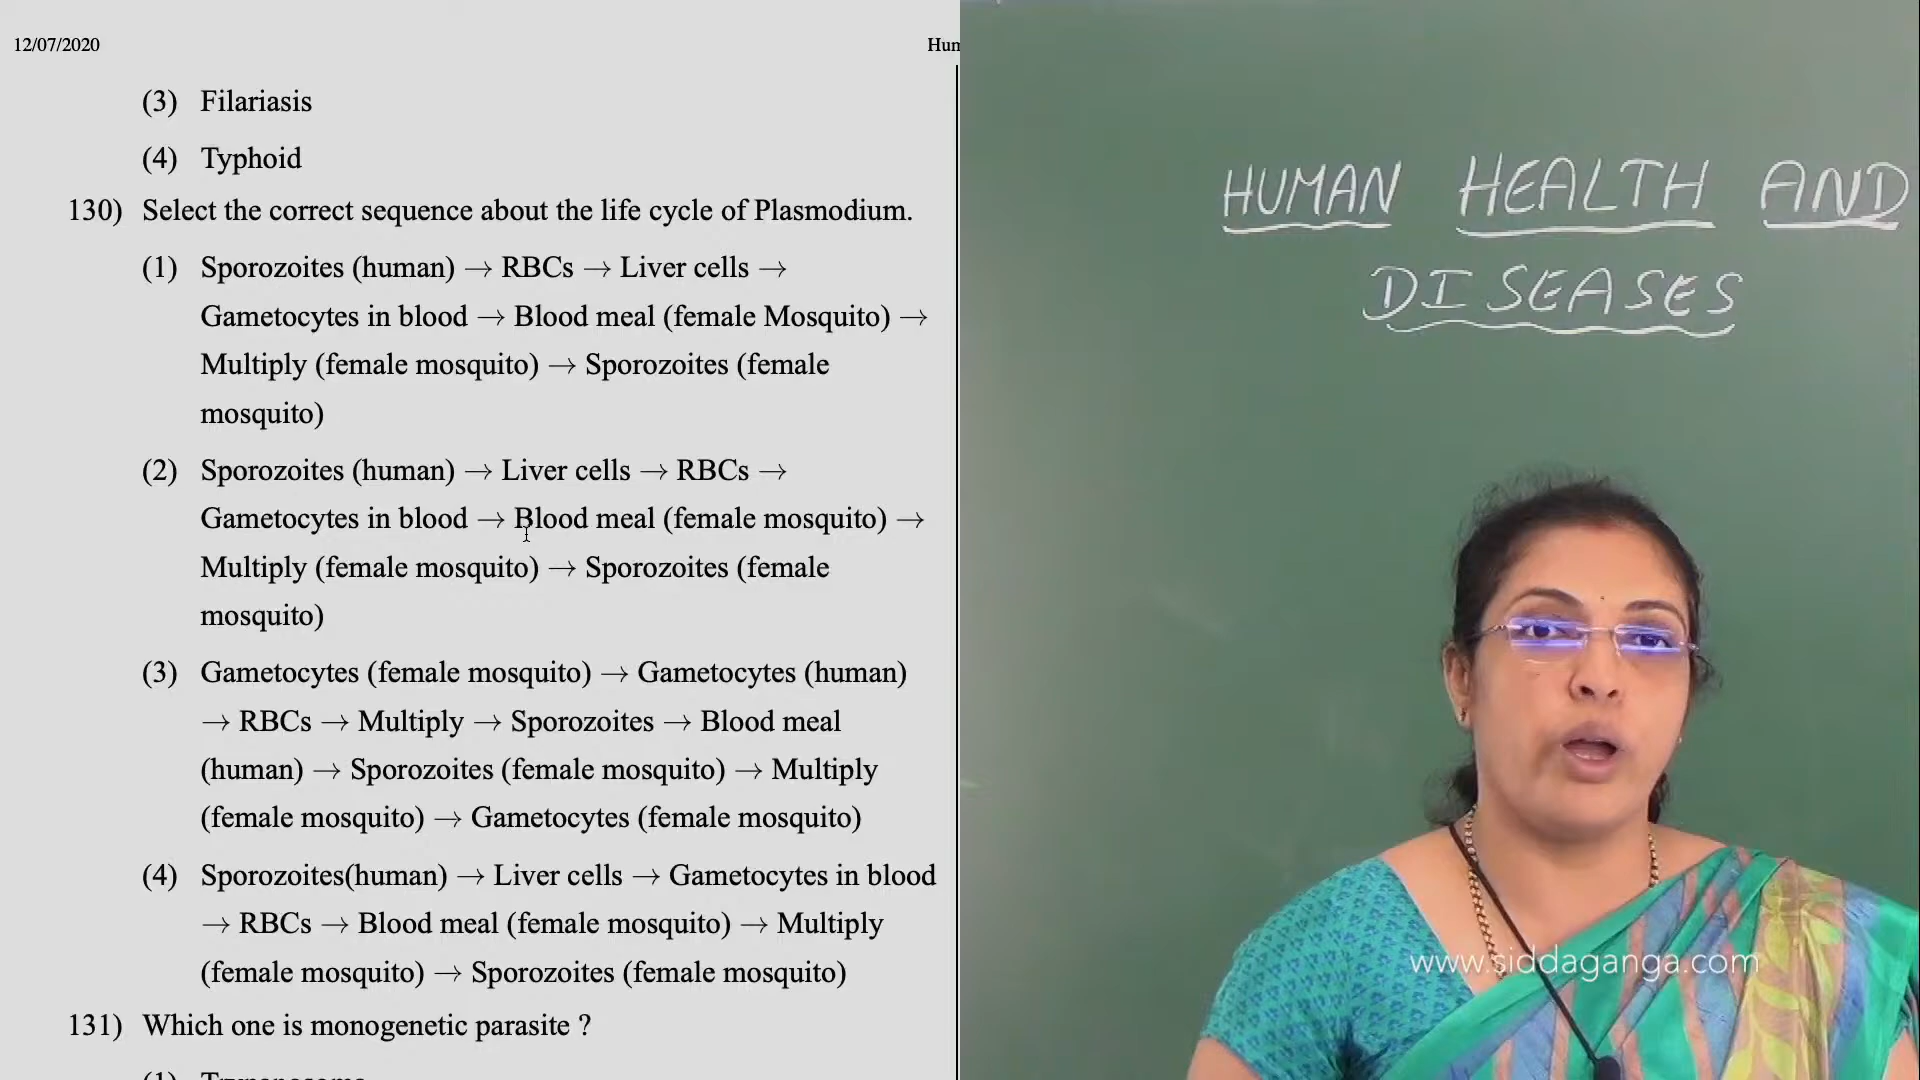 12/07/2020
(3) Filariasis
(4) Typhoid
130) Select the correct sequence about the life cycle of Plasmodium.
(1) Sporozoites (human) → RBCs → Liver cells →
Gametocytes in blood → Blood meal (female Mosquito) →
Multiply (female mosquito) → Sporozoites (female
mosquito)
(2) Sporozoites (human) → Liver cells → RBCs →
Gametocytes in blood → Blood meal (female mosquito) →
Multiply (female mosquito) → Sporozoites (female
mosquito)
(3) Gametocytes (female mosquito) → Gametocytes (human)
→ RBCs → Multiply → Sporozoites → Blood meal
(human) → Sporozoites (female mosquito) → Multiply
(female mosquito) → Gametocytes (female mosquito)
(4) Sporozoites(human) → Liver cells → Gametocytes in blood
→ RBCs → Blood meal (female mosquito) → Multiply
(female mosquito) → Sporozoites (female mosquito)
131) Which one is monogenetic parasite ?
HUMAN HEALTH AND
DISEASES
www.siddaganga.com